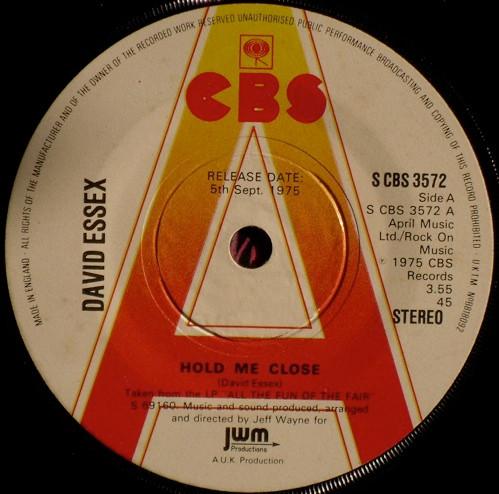 ALL RIGHTS OF THE MANUFACTURER AND OF THE OWNER OF THE RECORDED WORK RESERVED UNAUTHORISED PUBLIC PERFORMANCE BROADCASTING AND COPYING OF THIS RECORD PROHIBITED · U.K.I.M. Nº9818092
MADE IN ENGLAND ·
CBS
RELEASE DATE:
5th Sept. 1975
DAVID ESSEX
S CBS 3572
Side A
S CBS 3572 A
April Music
Ltd./Rock On
Music
℗ 1975 CBS
Records
3.55
45
STEREO
HOLD ME CLOSE
(David Essex)
Taken from the LP "ALL THE FUN OF THE FAIR"
S 69160. Music and sound produced, arranged
and directed by Jeff Wayne for
jwm
Productions
A U.K. Production